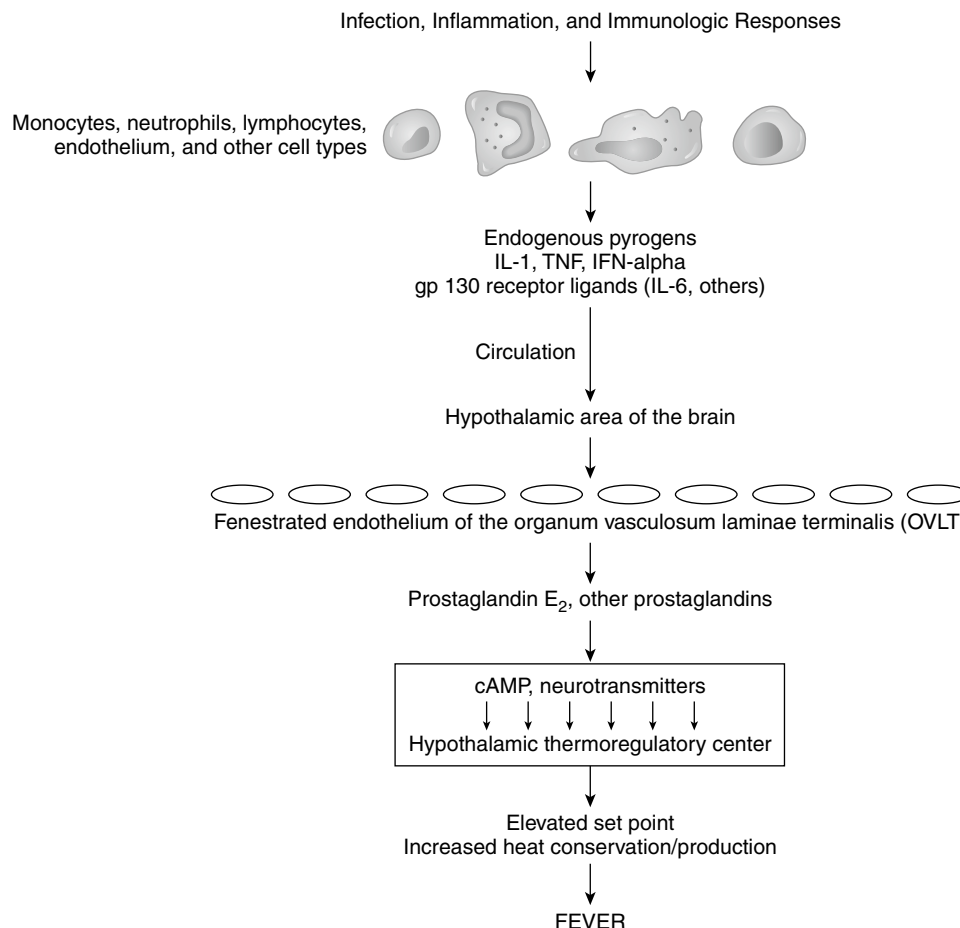 Infection, Inflammation, and Immunologic Responses
Monocytes, neutrophils, lymphocytes,
endothelium, and other cell types
Endogenous pyrogens
IL-1, TNF, IFN-alpha
gp 130 receptor ligands (IL-6, others)
Circulation
Hypothalamic area of the brain
Fenestrated endothelium of the organum vasculosum laminae terminalis (OVLT
Prostaglandin E₂, other prostaglandins
cAMP, neurotransmitters
Hypothalamic thermoregulatory center
Elevated set point
Increased heat conservation/production
FEVER